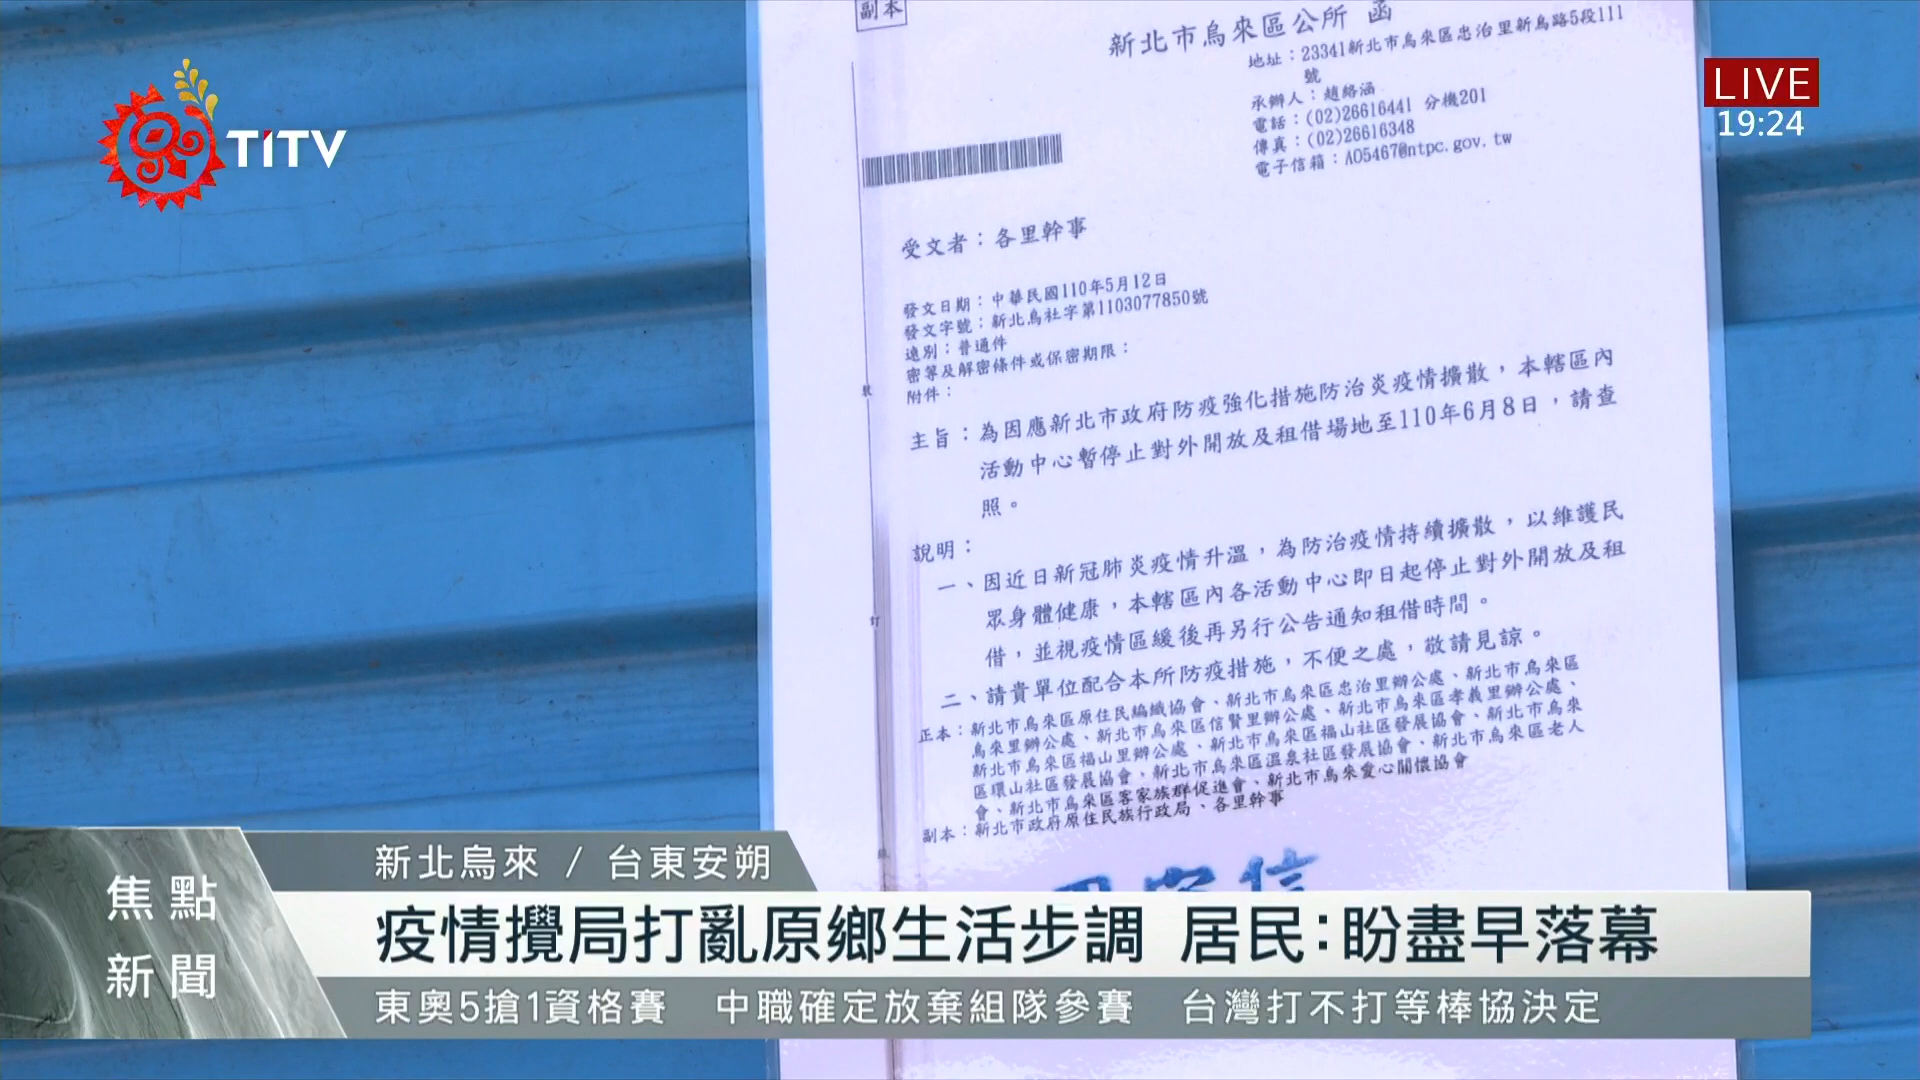 副本
新北市烏來區公所 函
地址：23341新北市烏來區忠治里新烏路5段111
號
承辦人：趙絡涵
電話：(02)26616441 分機201
傳真：(02)26616348
電子信箱：AO5467@ntpc.gov.tw
LIVE
19:24
TITV
受文者：各里幹事
發文日期：中華民國110年5月12日
發文字號：新北烏社字第1103077850號
速別：普通件
密等及解密條件或保密期限：
附件：
裝
主旨：為因應新北市政府防疫強化措施防治炎疫情擴散，本轄區內
活動中心暫停止對外開放及租借場地至110年6月8日，請查
照。
說明：
一、因近日新冠肺炎疫情升溫，為防治疫情持續擴散，以維護民
眾身體健康，本轄區內各活動中心即日起停止對外開放及租
借，並視疫情區緩後再另行公告通知租借時間。
訂
二、請貴單位配合本所防疫措施，不便之處，敬請見諒。
正本：新北市烏來區原住民編織協會、新北市烏來區忠治里辦公處、新北市烏來區
烏來里辦公處、新北市烏來區信賢里辦公處、新北市烏來區孝義里辦公處、
新北市烏來區福山里辦公處、新北市烏來區福山社區發展協會、新北市烏來
區環山社區發展協會、新北市烏來區溫泉社區發展協會、新北市烏來區老人
會、新北市烏來區客家族群促進會、新北市烏來愛心關懷協會
副本：新北市政府原住民族行政局、各里幹事
新北烏來 / 台東安朔
焦點
新聞
疫情攪局打亂原鄉生活步調 居民:盼盡早落幕
東奧5搶1資格賽 中職確定放棄組隊參賽 台灣打不打等棒協決定